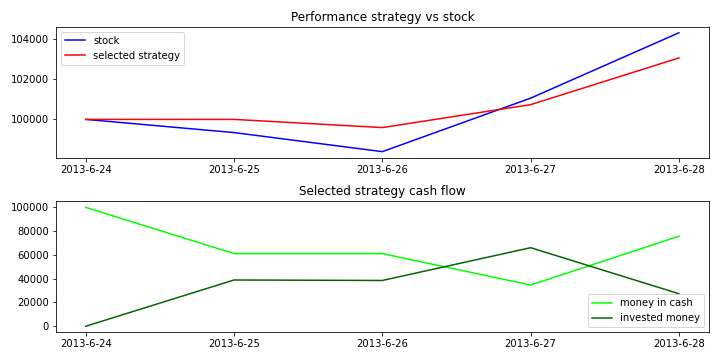 Performance strategy vs stock
104000
102000
100000
stock
selected strategy
2013-6-24 2013-6-25 2013-6-26 2013-6-27 2013-6-28
Selected strategy cash flow
100000
80000
60000
40000
20000
0
money in cash
invested money
2013-6-24 2013-6-25 2013-6-26 2013-6-27 2013-6-28